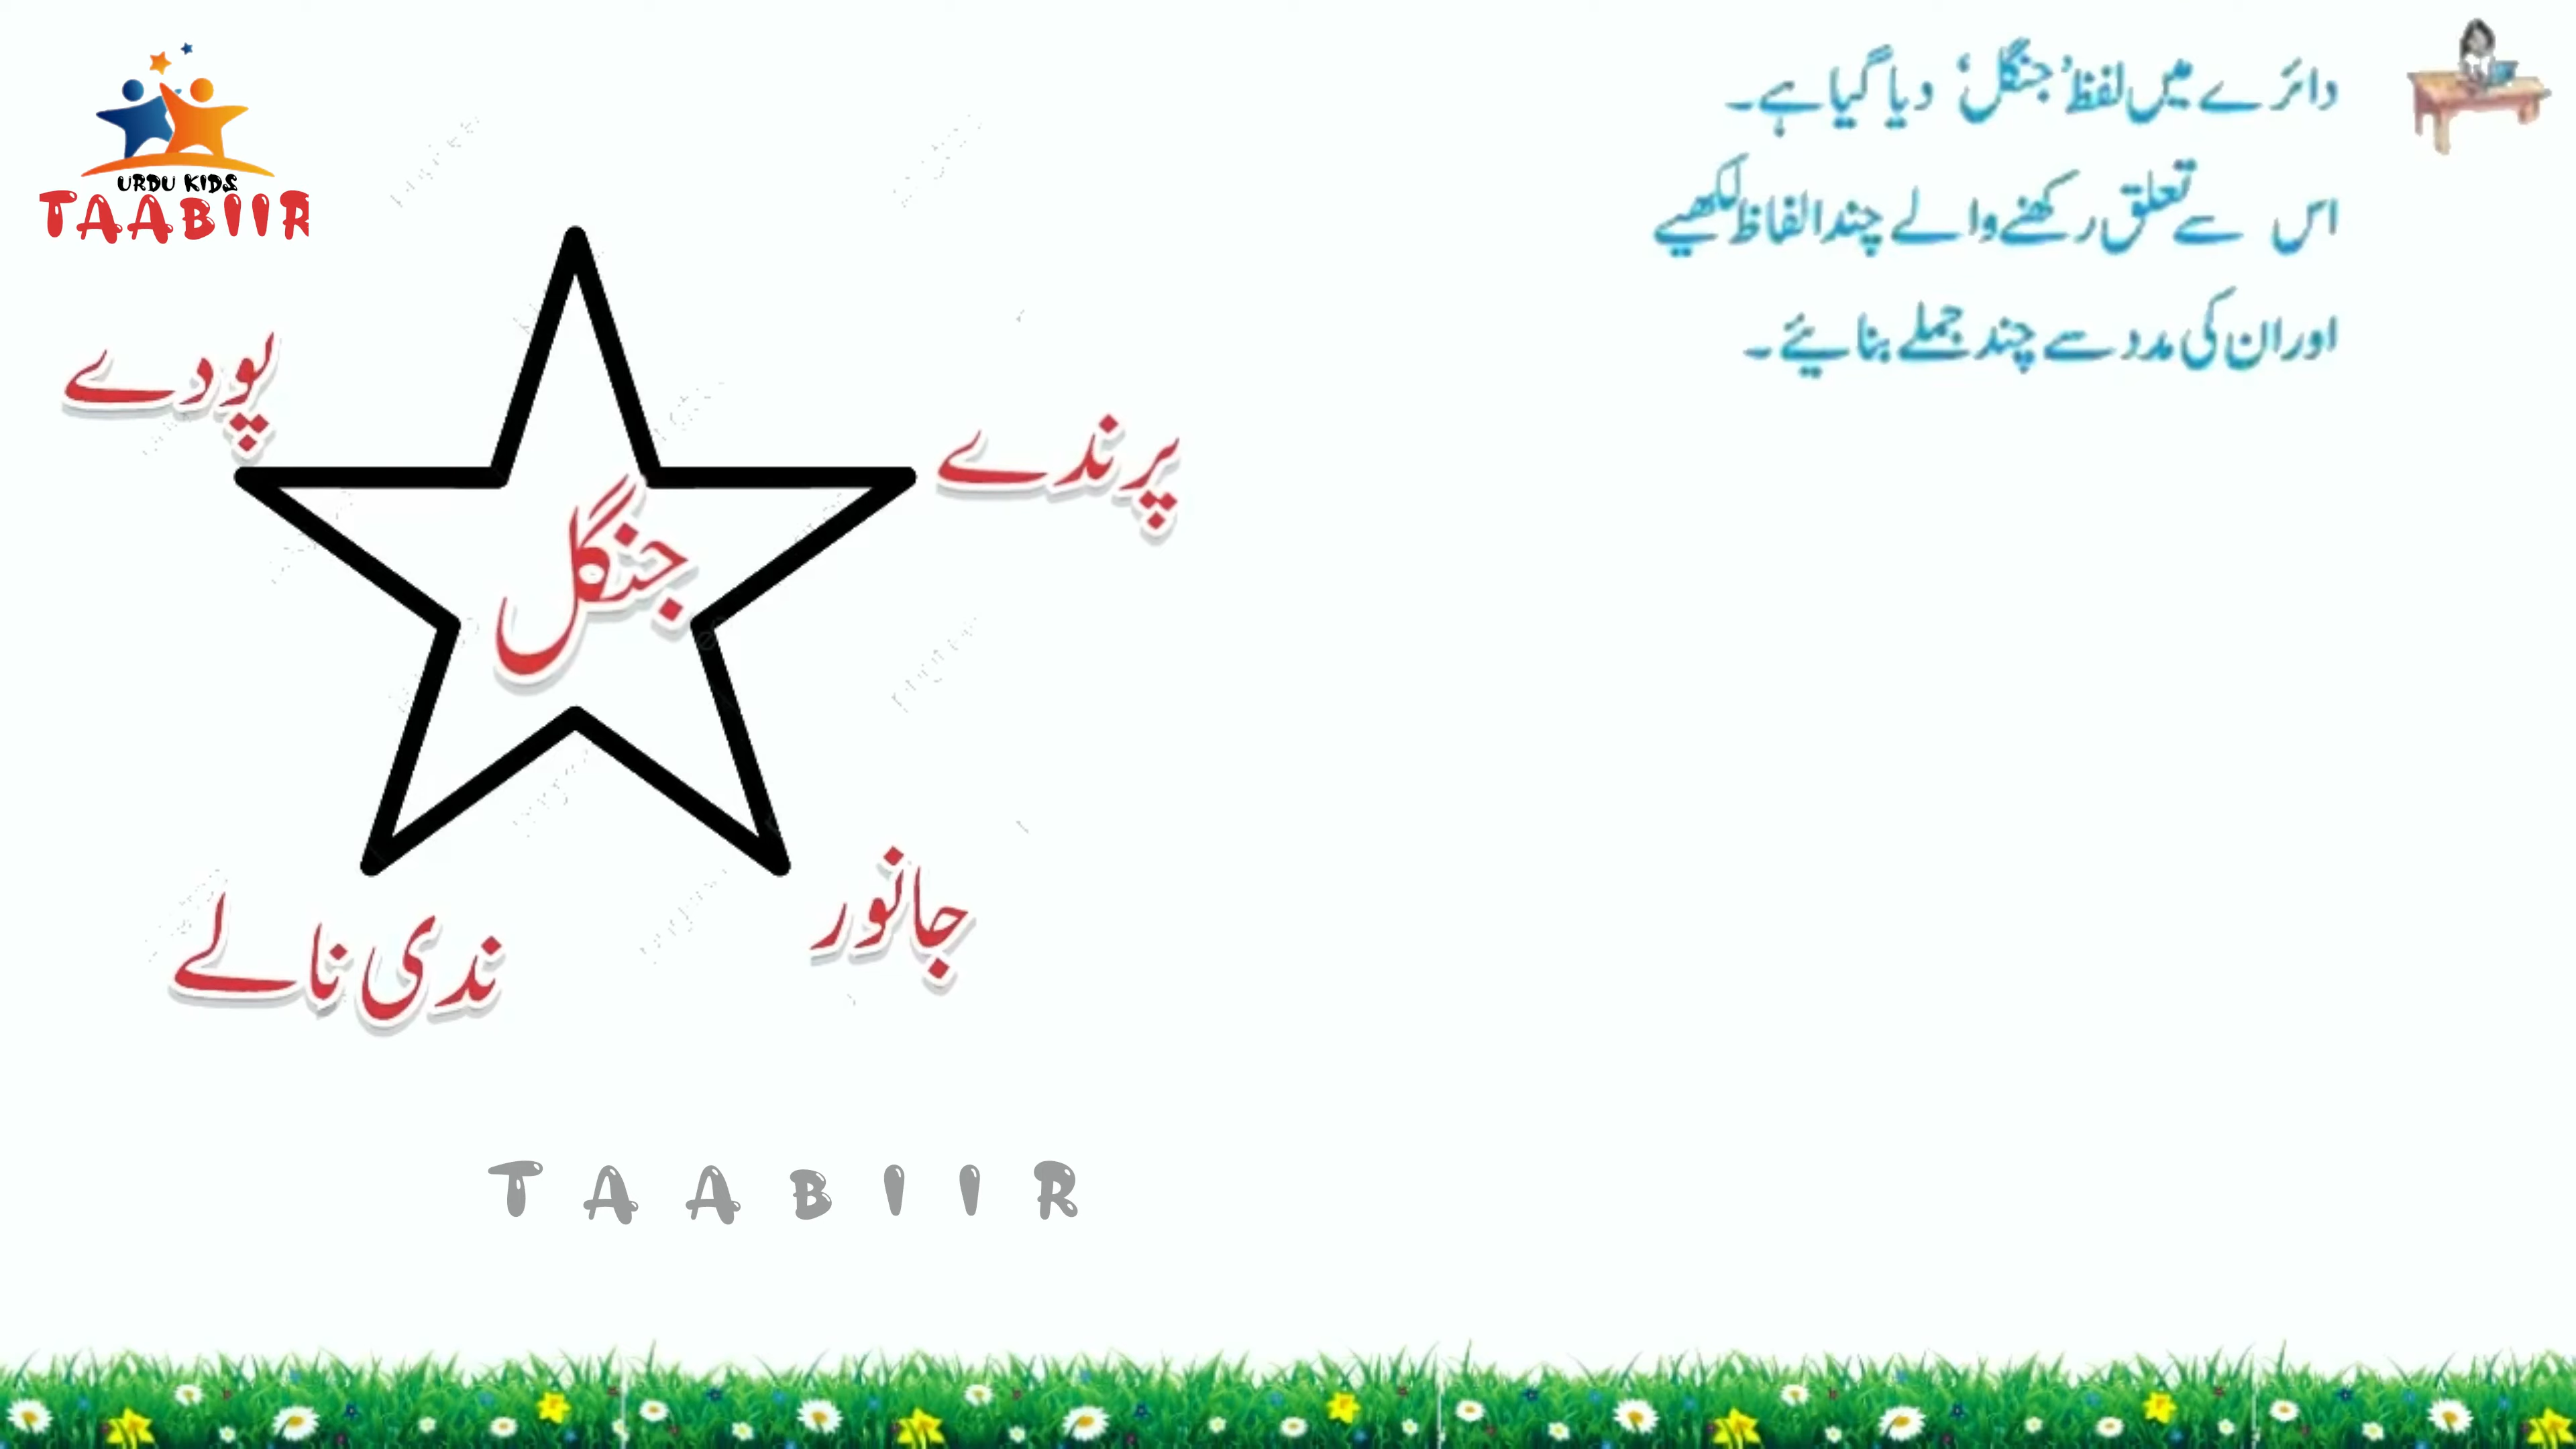 دائرے میں لفظ ’جنگل‘ دیا گیا ہے۔
اس سے تعلق رکھنے والے چند الفاظ لکھیے
اور ان کی مدد سے چند جملے بنائیے۔
URDU KIDS
TAABIIR
پودے
پرندے
جنگل
جانور
ندی نالے
TAABIIR